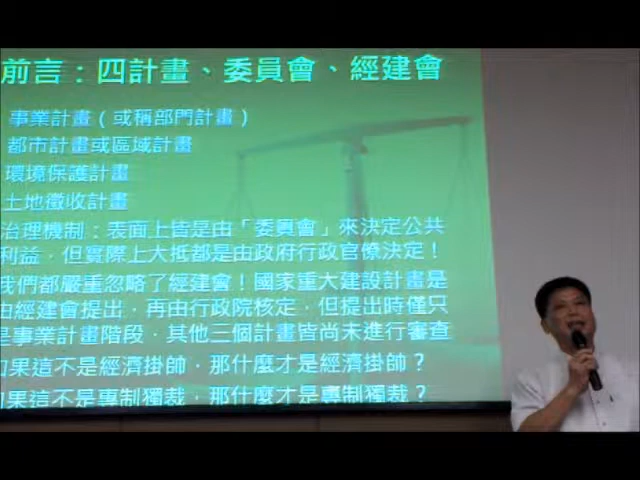 前言：四計畫、委員會、經建會
事業計畫（或稱部門計畫）
都市計畫或區域計畫
環境保護計畫
土地徵收計畫
治理機制：表面上皆是由「委員會」來決定公共
利益，但實際上大抵都是由政府行政官僚決定！
我們都嚴重忽略了經建會！國家重大建設計畫是
由經建會提出，再由行政院核定，但提出時僅只
是事業計畫階段，其他三個計畫皆尚未進行審查
如果這不是經濟掛帥，那什麼才是經濟掛帥？
如果這不是專制獨裁，那什麼才是專制獨裁？